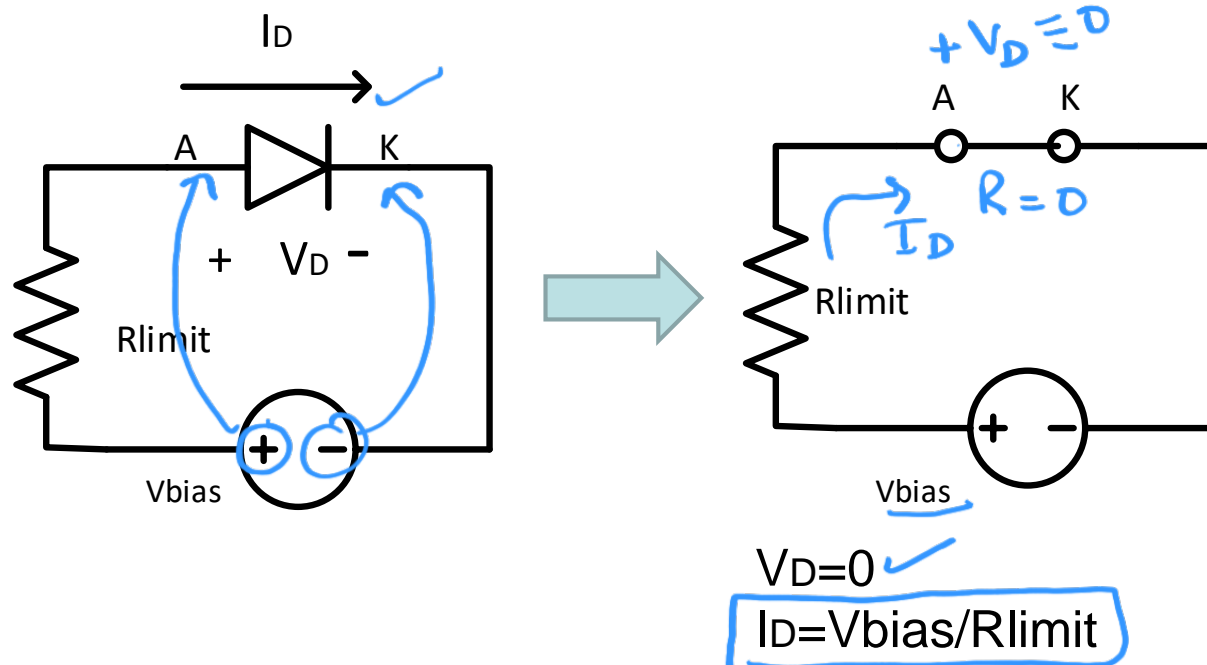 ID
A K
+ VD -
Rlimit
+ -
Vbias
+ VD = 0
A K
R = 0
ID
Rlimit
+ -
Vbias
VD=0
ID=Vbias/Rlimit